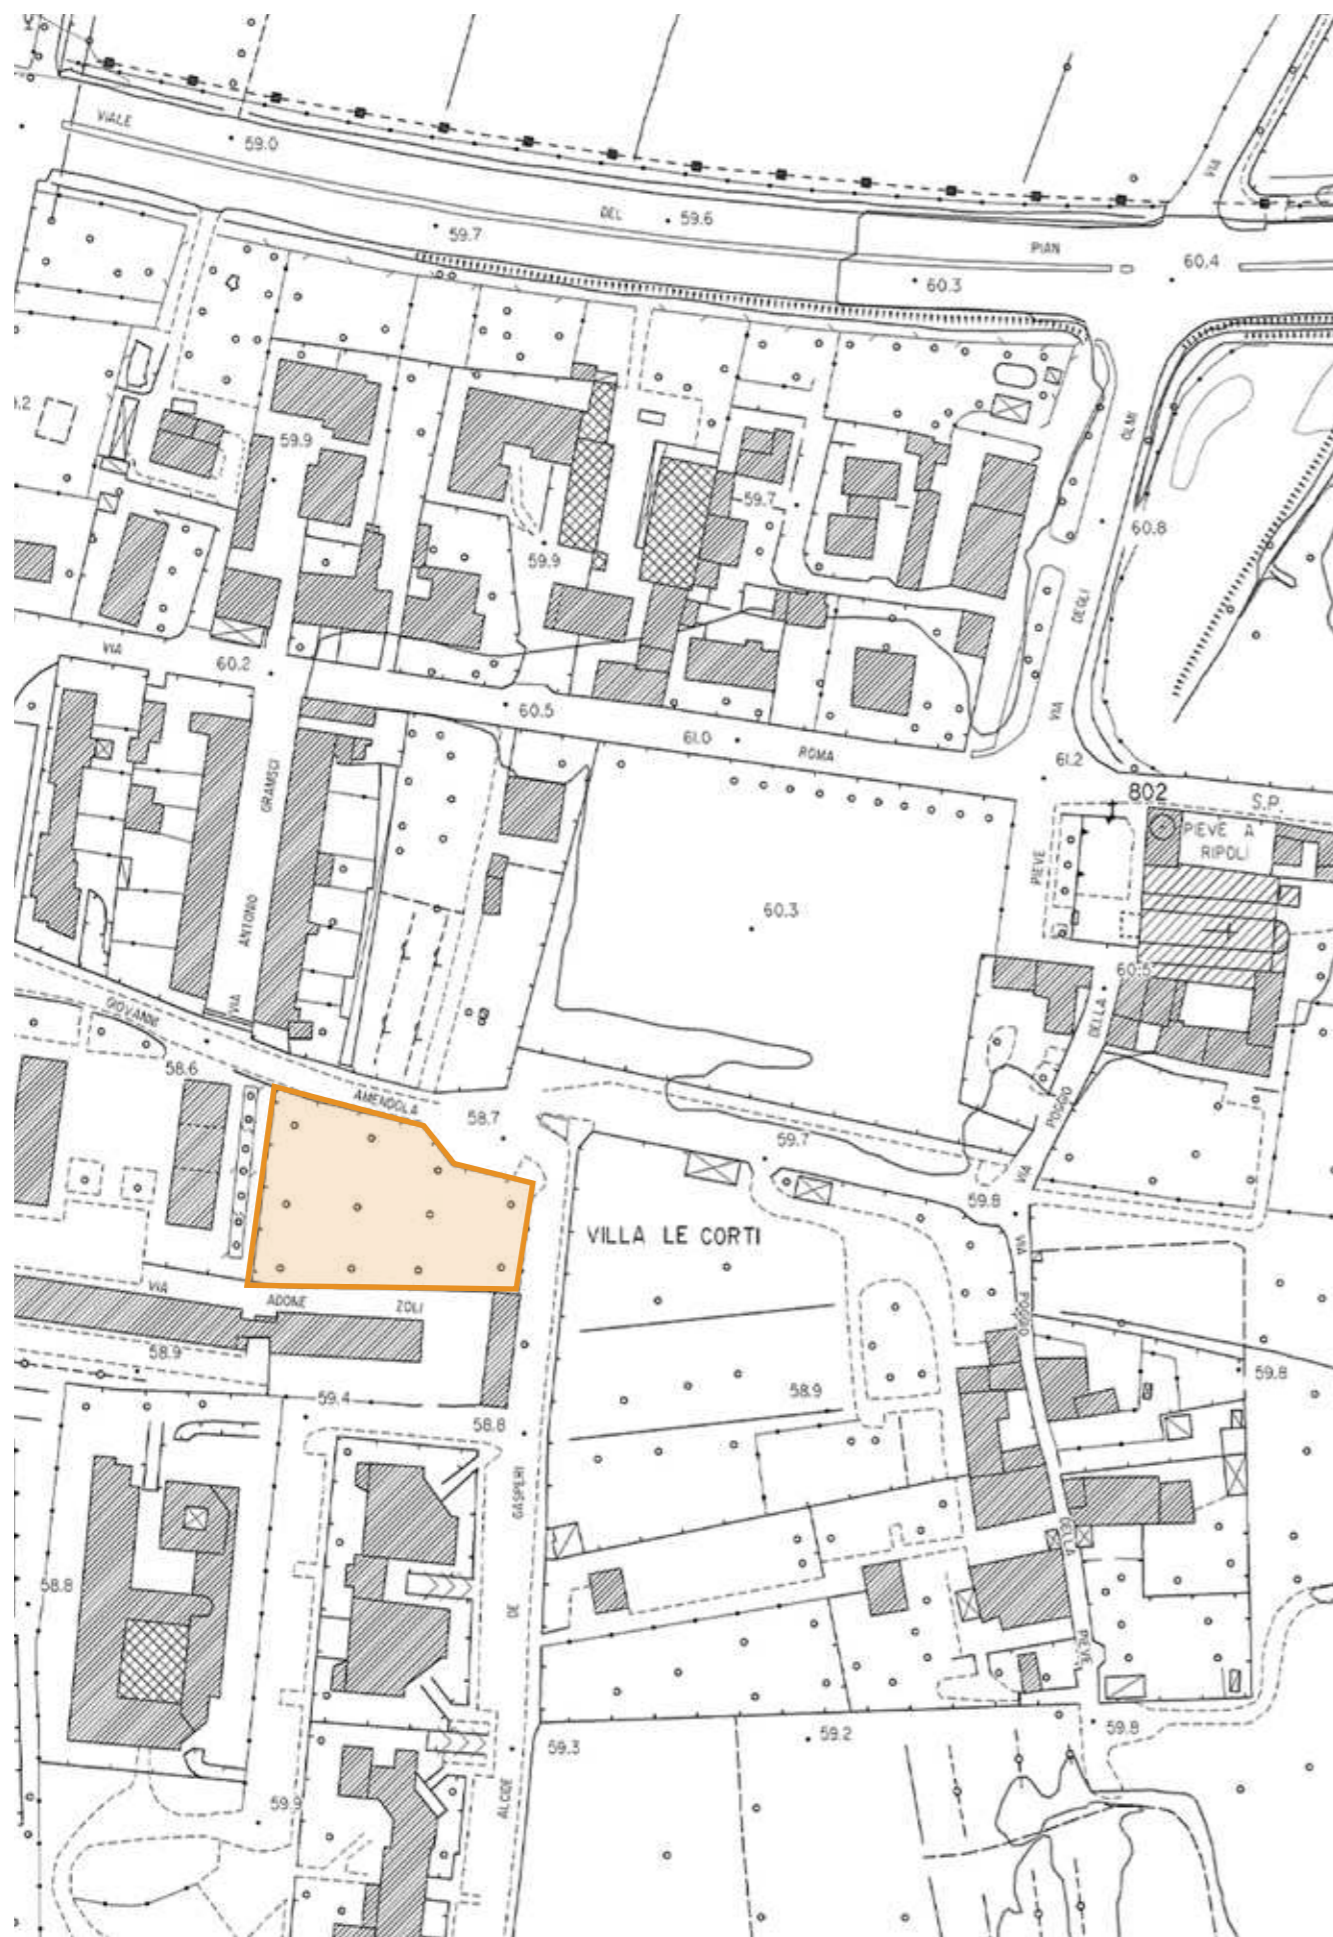 VIALE
59.0
DEL
59.6
59.7
PIAN
60.3
60.4
VIA
59.9
59.7
59.9
OLMI
60.8
DEGLI
VIA
VIA
60.2
60.5
61.0
ROMA
61.2
802
S.P.
PIEVE A
RIPOLI
GRAMSCI
ANTONIO
VIA
PIEVE
60.3
60.5
DELLA
POGGIO
VIA
GIOVANNI
58.6
AMENDOLA
58.7
59.7
59.8
VILLA LE CORTI
VIA
POGGIO
DELLA
PIEVE
VIA
ADONE
ZOLI
58.9
59.4
58.8
58.9
59.8
GASPERI
DE
ALCIDE
58.8
59.3
59.2
59.8
59.9